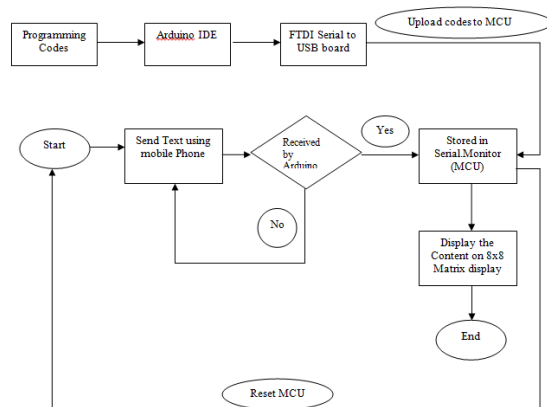 Programming
Codes
Arduino IDE
FTDI Serial to
USB board
Upload codes to MCU
Start
Send Text using
mobile Phone
Received
by
Arduino
Yes
No
Stored in
Serial.Monitor
(MCU)
Display the
Content on 8x8
Matrix display
End
Reset MCU